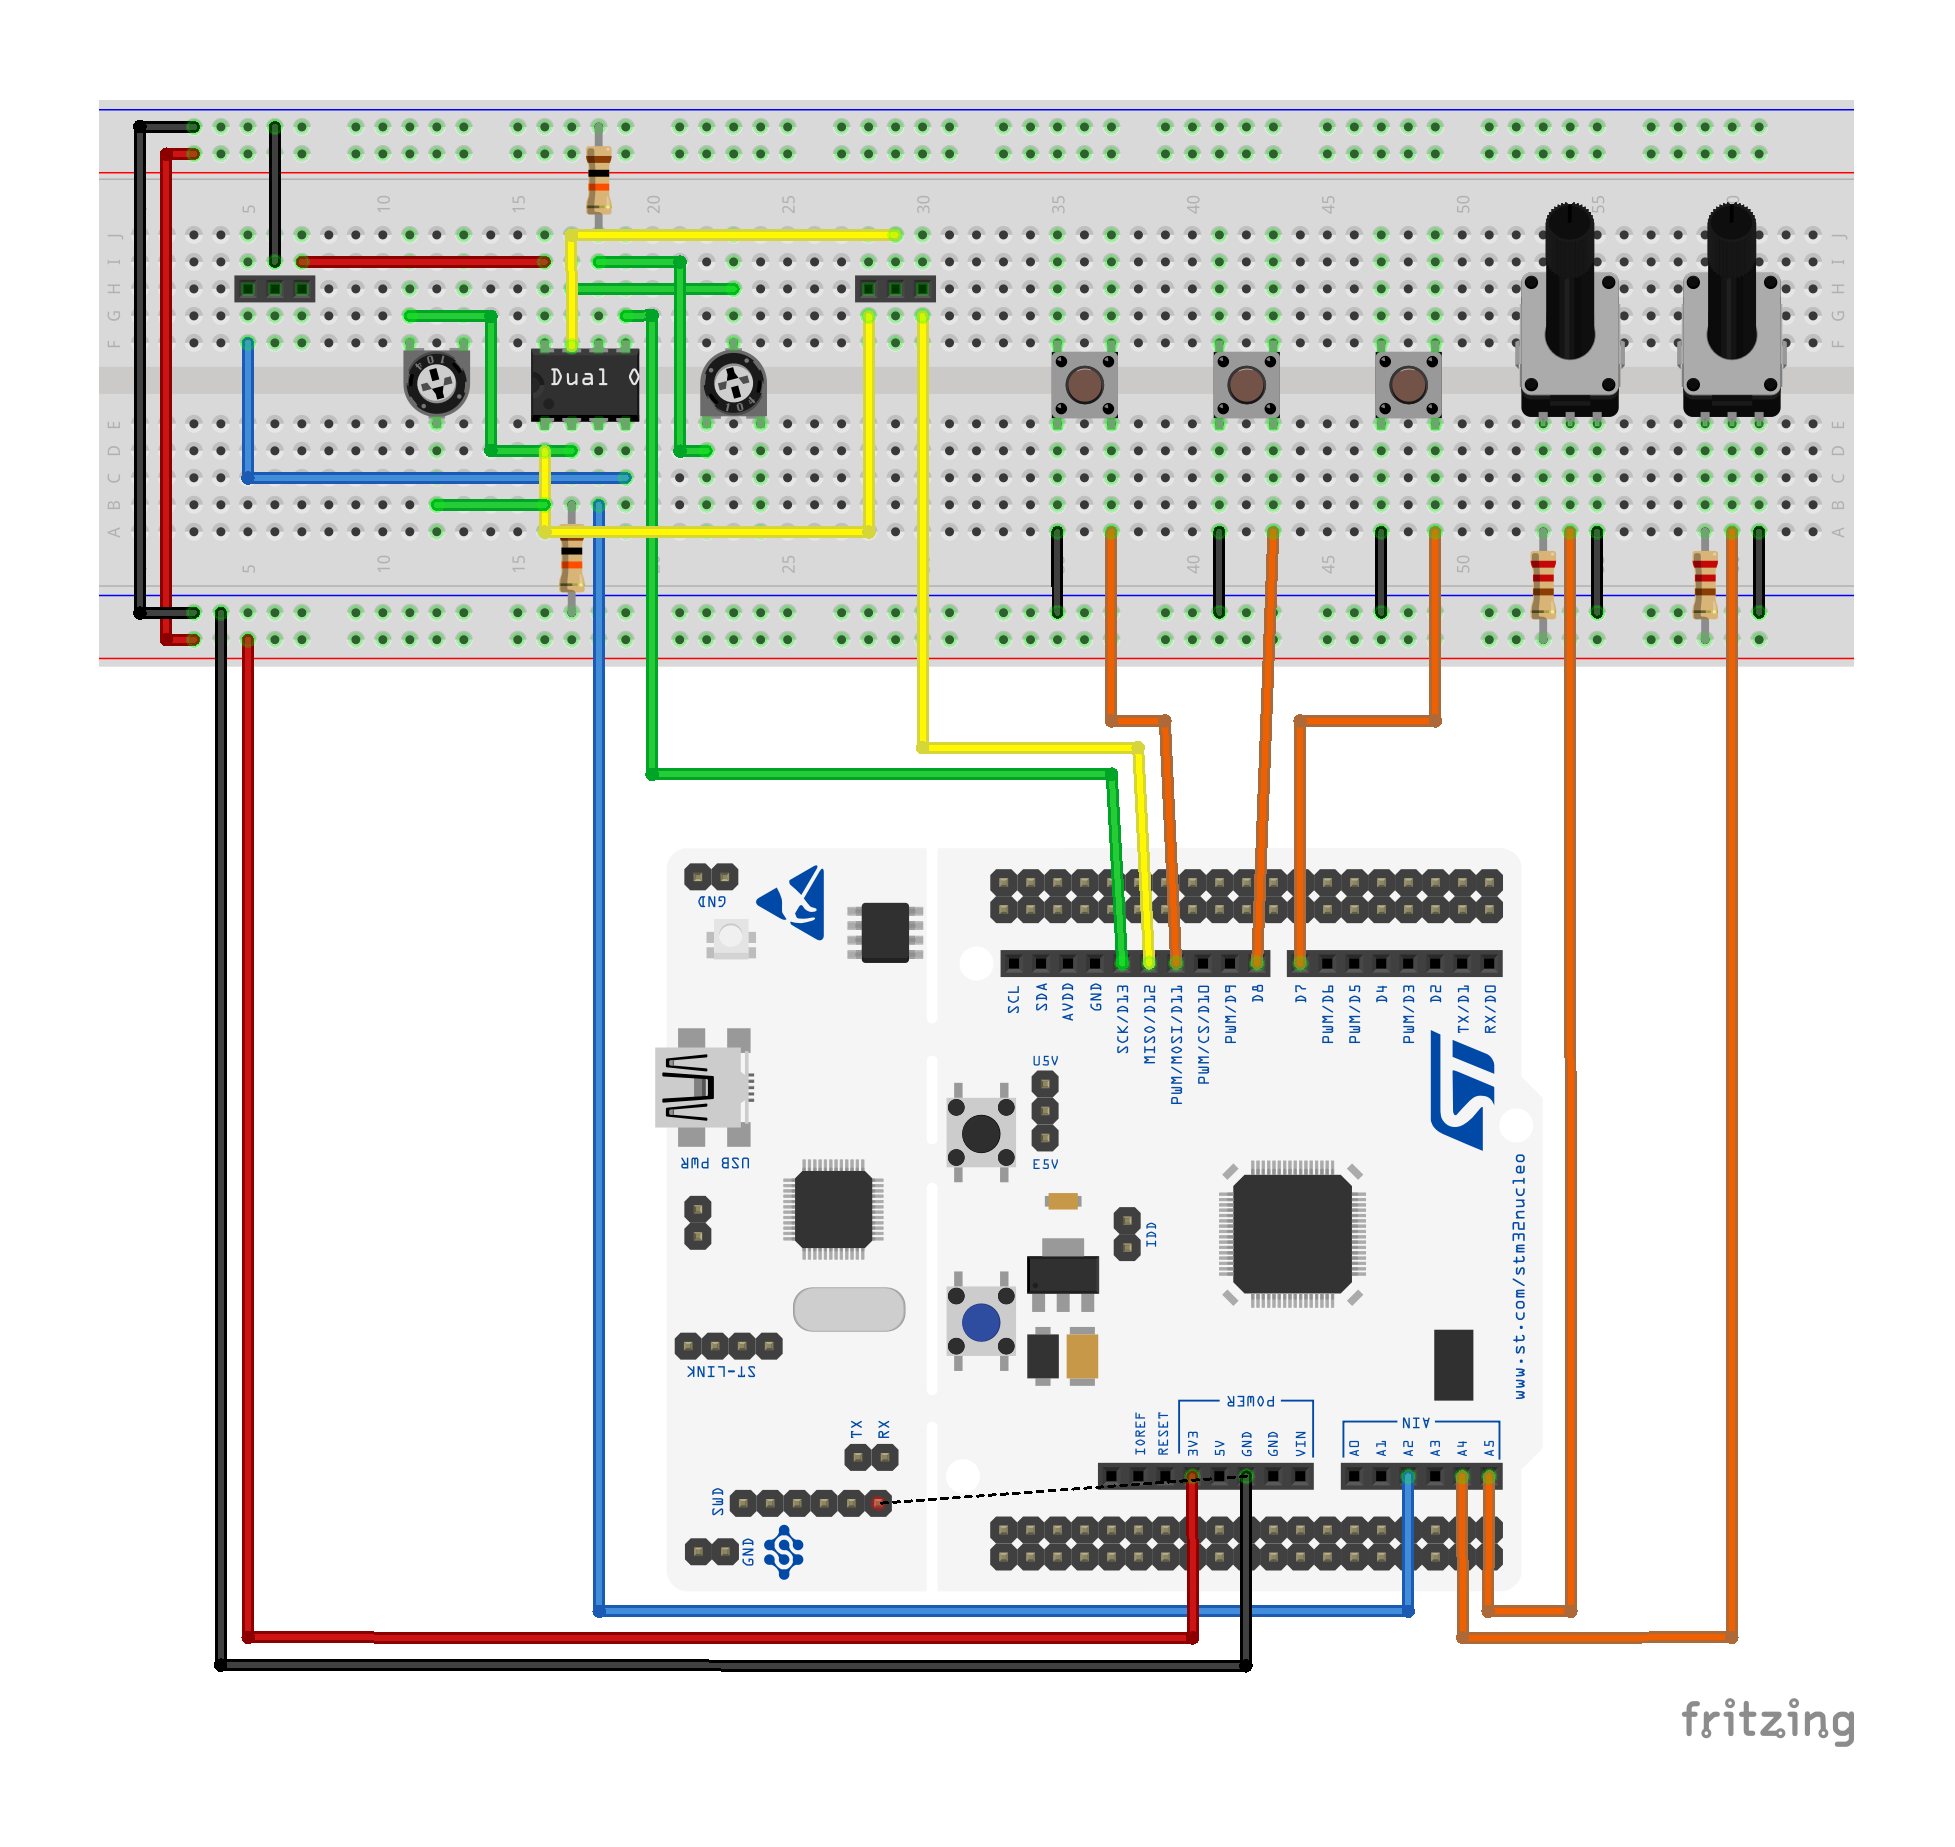 5 10 15 20 25 30 35 40 45 50 55
J J
I I
H H
G G
F F
104
Dual O
104
E E
D D
C C
B B
A A
5 10 15 25 40 45 50
GND
SCL
SDA
AVDD
GND
SCK/D13
MISO/D12
PWM/MOSI/D11
PWM/CS/D10
PWM/D9
D8
D7
PWM/D6
PWM/D5
D4
PWM/D3
D2
TX/D1
RX/D0
U5V
E5V
USB PWR
IDD
www.st.com/stm32nucleo
ST-LINK
TX
RX
POWER
AIN
IOREF
RESET
3V3
5V
GND
GND
VIN
A0
A1
A2
A3
A4
A5
SWD
GND
fritzing